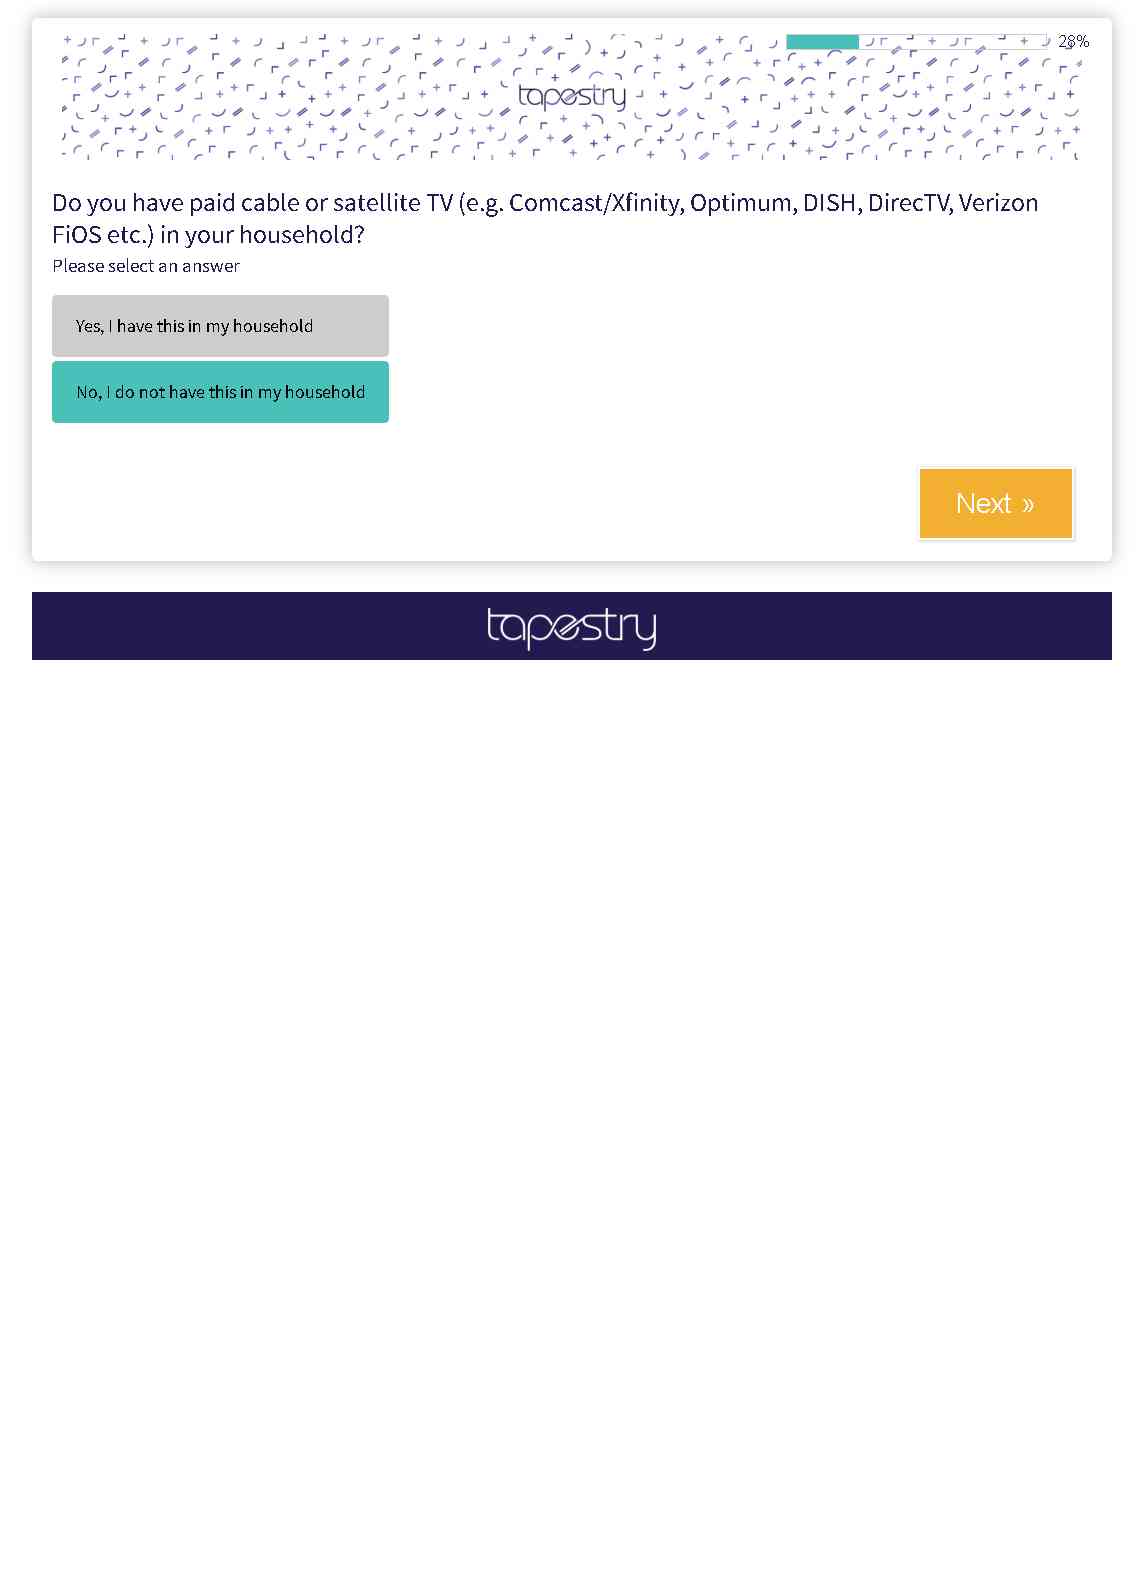 28%
tapestry
Do you have paid cable or satellite TV (e.g. Comcast/Xfinity, Optimum, DISH, DirecTV, Verizon
FiOS etc.) in your household?
Please select an answer
Yes, I have this in my household
No, I do not have this in my household
Next »
tapestry